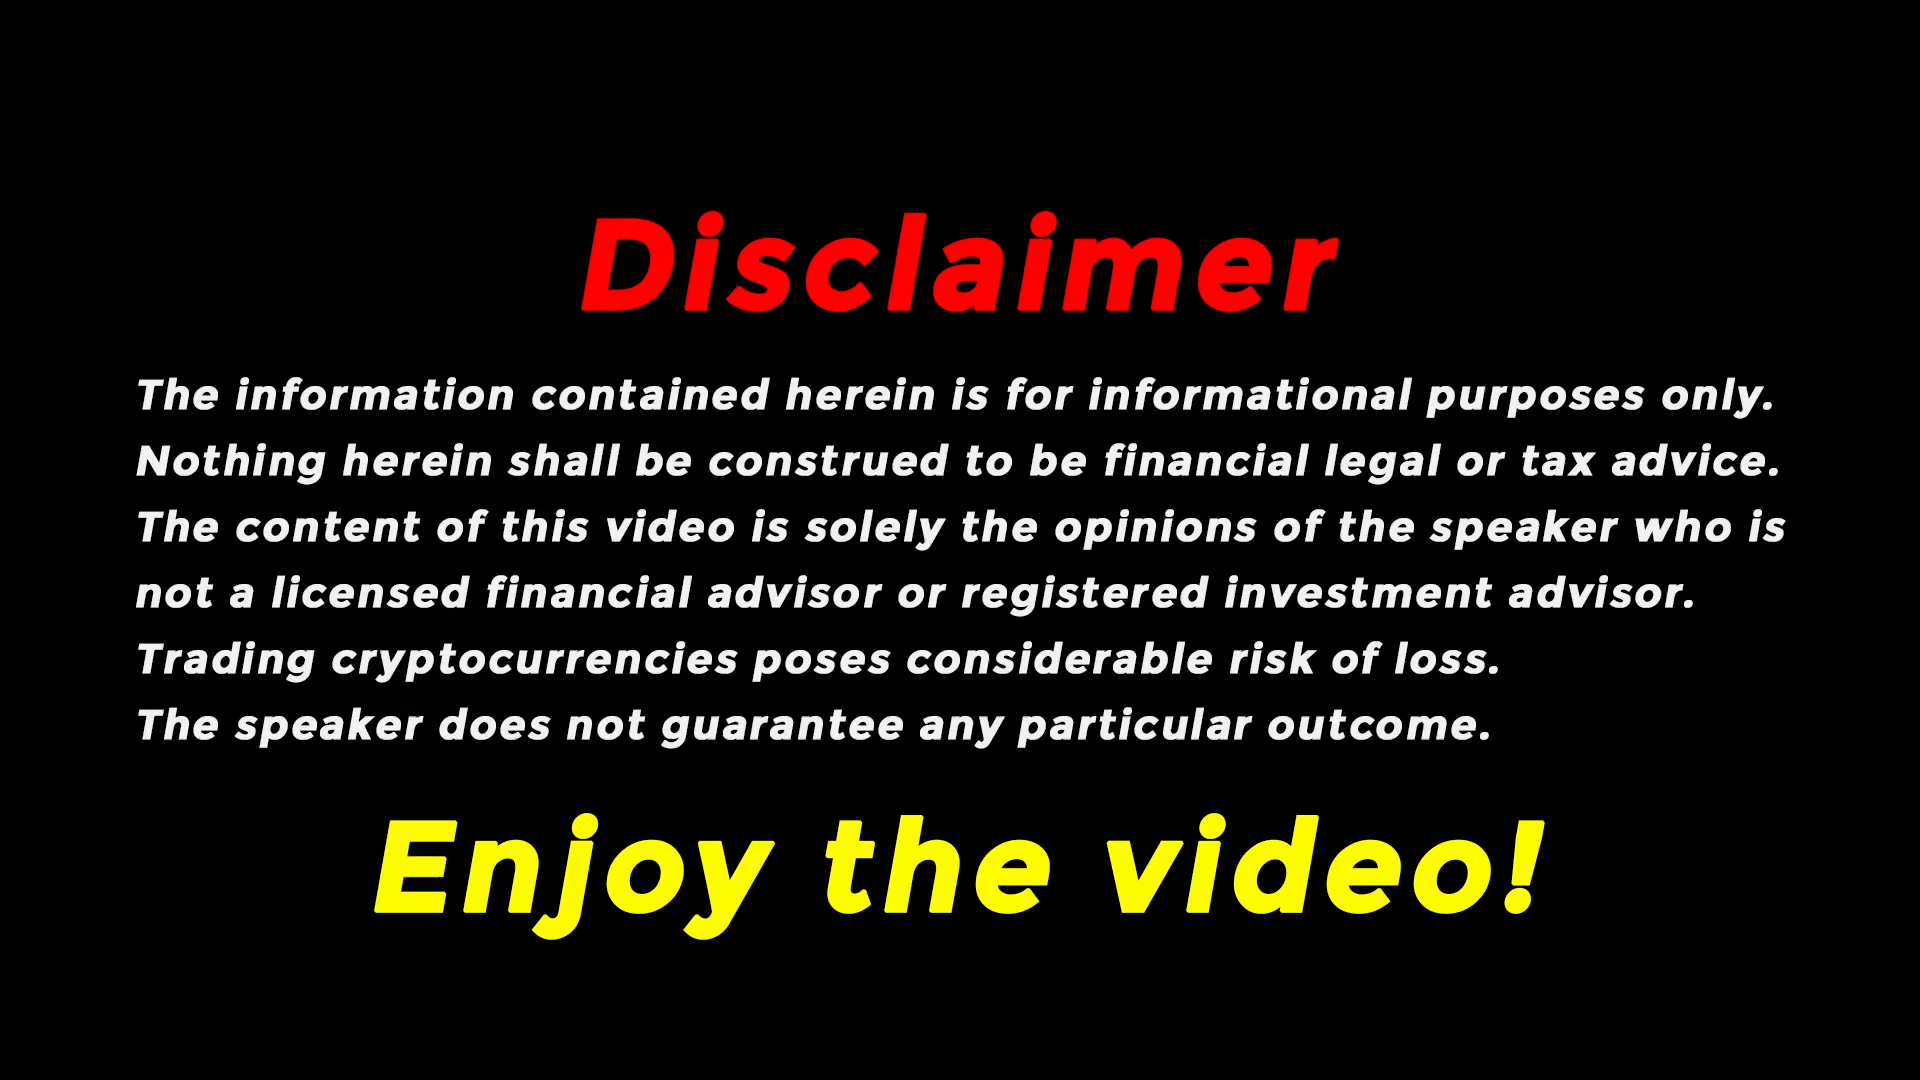 Disclaimer
The information contained herein is for informational purposes only.
Nothing herein shall be construed to be financial legal or tax advice.
The content of this video is solely the opinions of the speaker who is
not a licensed financial advisor or registered investment advisor.
Trading cryptocurrencies poses considerable risk of loss.
The speaker does not guarantee any particular outcome.
Enjoy the video!